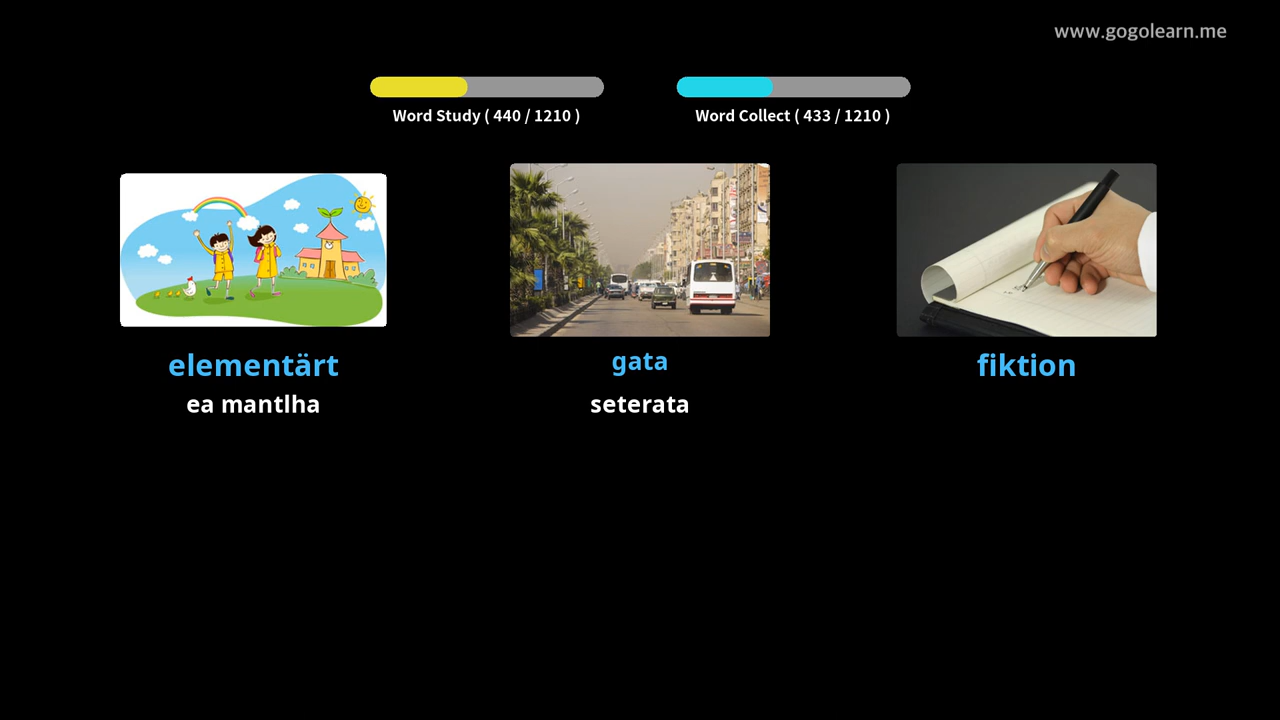 www.gogolearn.me
Word Study ( 440 / 1210 )
Word Collect ( 433 / 1210 )
elementärt
gata
fiktion
ea mantlha
seterata